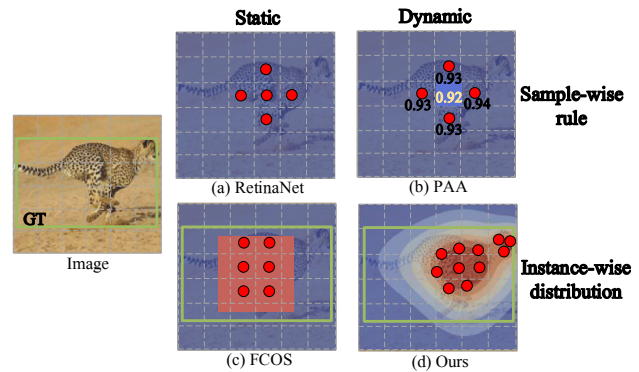 Static
Dynamic
0.93
0.93
0.92
0.94
0.93
Sample-wise
rule
(a) RetinaNet
(b) PAA
GT
Image
Instance-wise
distribution
(c) FCOS
(d) Ours